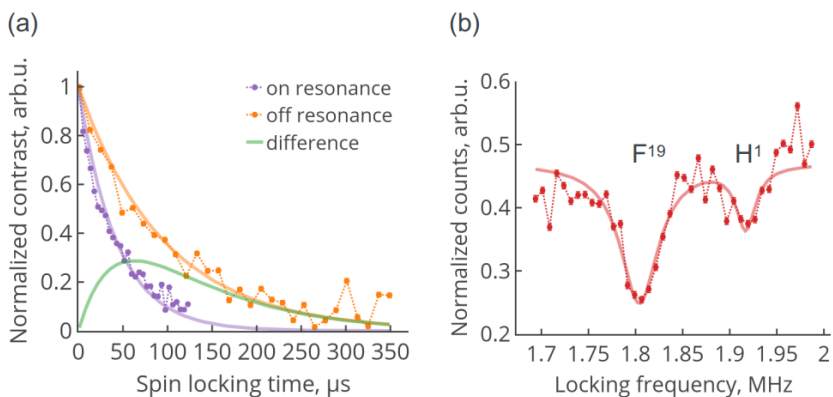 (a)
Normalized contrast, arb.u.
1
0.8
0.6
0.4
0.2
0
0 50 100 150 200 250 300 350
Spin locking time, μs
on resonance
off resonance
difference
(b)
Normalized counts, arb.u.
0.6
0.5
0.4
0.3
0.2
F¹⁹
H¹
1.7 1.75 1.8 1.85 1.9 1.95 2
Locking frequency, MHz